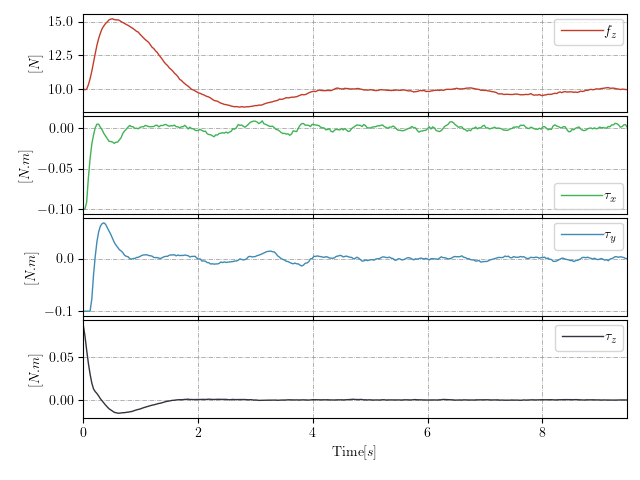 15.0
12.5
10.0
[N]
f_z
0.00
−0.05
−0.10
[N.m]
τ_x
0.0
−0.1
[N.m]
τ_y
0.05
0.00
[N.m]
τ_z
0 2 4 6 8
Time[s]